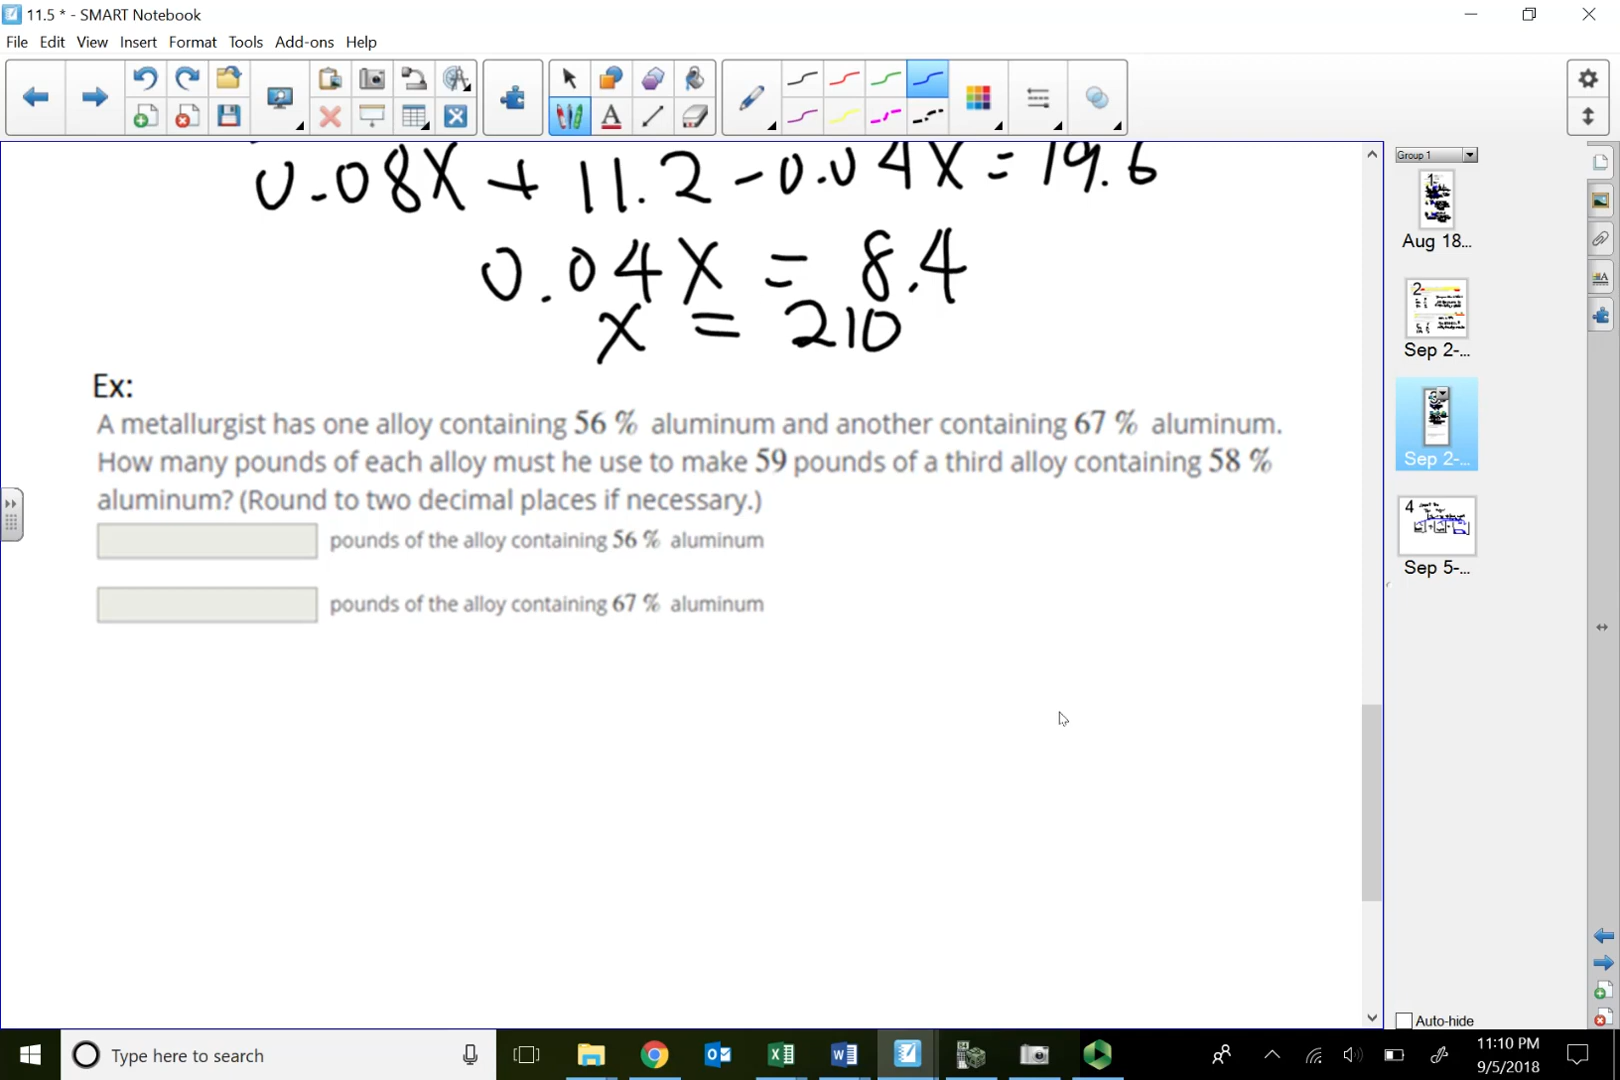 11.5 * - SMART Notebook
File Edit View Insert Format Tools Add-ons Help
0.08X + 11.2 - 0.04X = 19.6
0.04X = 8.4
X = 210
Ex:
A metallurgist has one alloy containing 56 % aluminum and another containing 67 % aluminum.
How many pounds of each alloy must he use to make 59 pounds of a third alloy containing 58 %
aluminum? (Round to two decimal places if necessary.)
pounds of the alloy containing 56 % aluminum
pounds of the alloy containing 67 % aluminum
Group 1
1
Aug 18...
2
Sep 2-...
Sep 2-...
4
Sep 5-...
Auto-hide
Type here to search
11:10 PM
9/5/2018